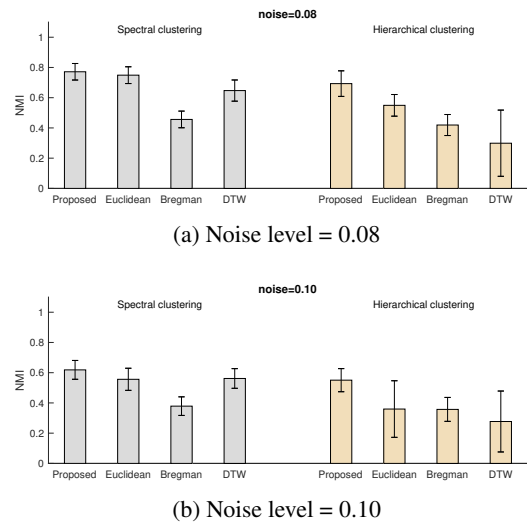 noise=0.08
Spectral clustering Hierarchical clustering
1
0.8
0.6
0.4
0.2
0
NMI
Proposed Euclidean Bregman DTW Proposed Euclidean Bregman DTW
(a) Noise level = 0.08
noise=0.10
Spectral clustering Hierarchical clustering
1
0.8
0.6
0.4
0.2
0
NMI
Proposed Euclidean Bregman DTW Proposed Euclidean Bregman DTW
(b) Noise level = 0.10